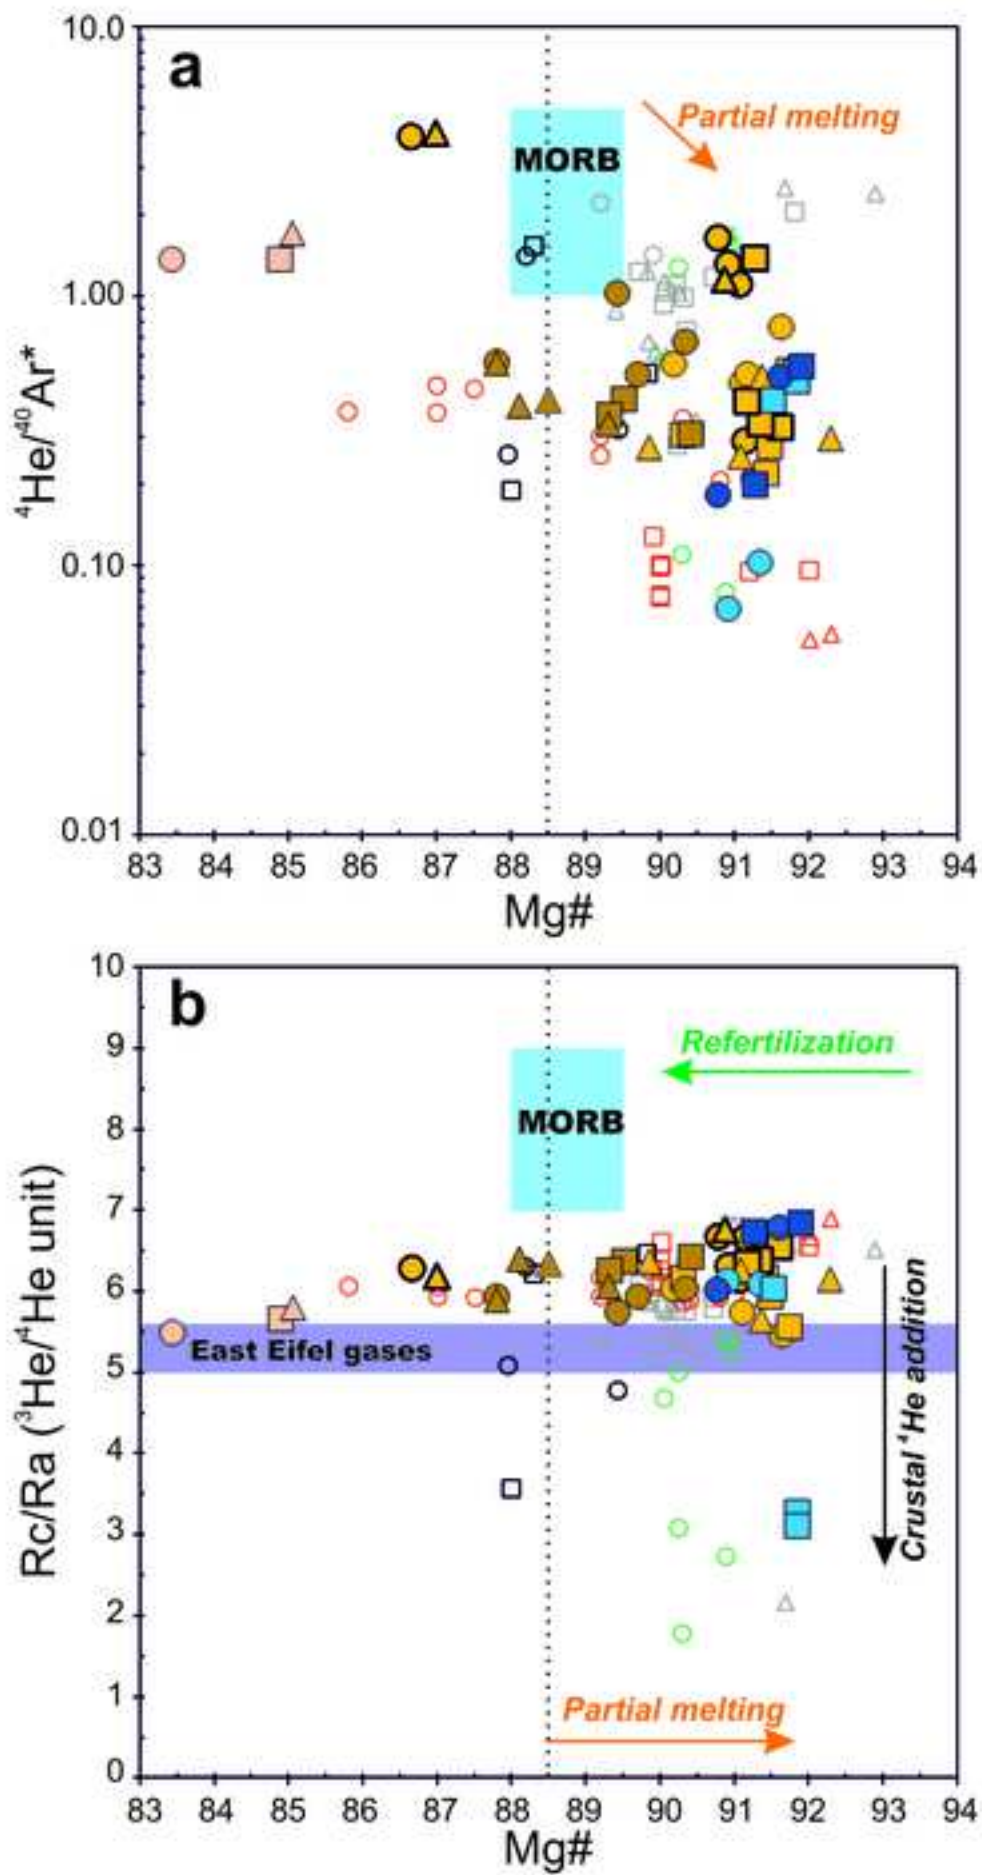 a
10.0
Partial melting
MORB
1.00
⁴He/⁴⁰Ar*
0.10
0.01
83 84 85 86 87 88 89 90 91 92 93 94
Mg#
b
10
Refertilization
9
MORB
8
7
Rc/Ra (³He/⁴He unit)
6
East Eifel gases
5
Crustal ⁴He addition
4
3
2
Partial melting
1
0
83 84 85 86 87 88 89 90 91 92 93 94
Mg#